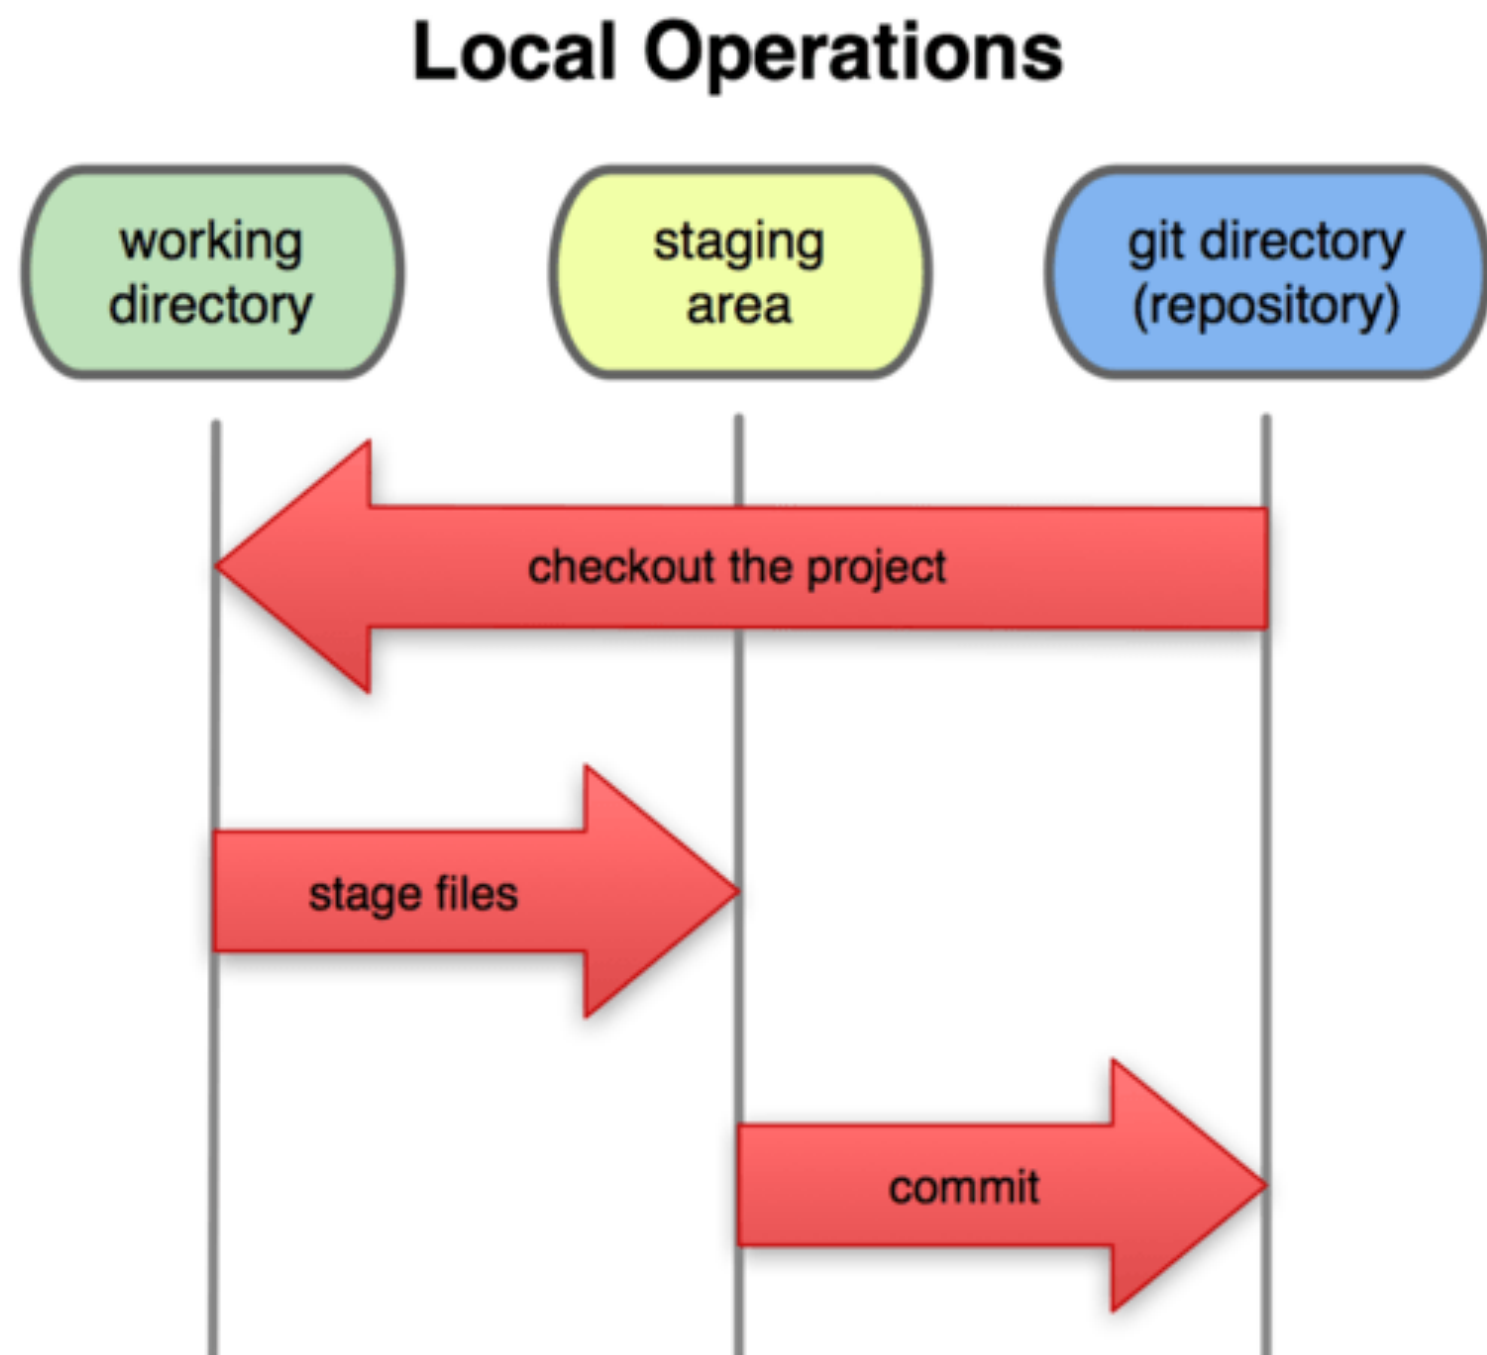 Local Operations
working
directory
staging
area
git directory
(repository)
checkout the project
stage files
commit